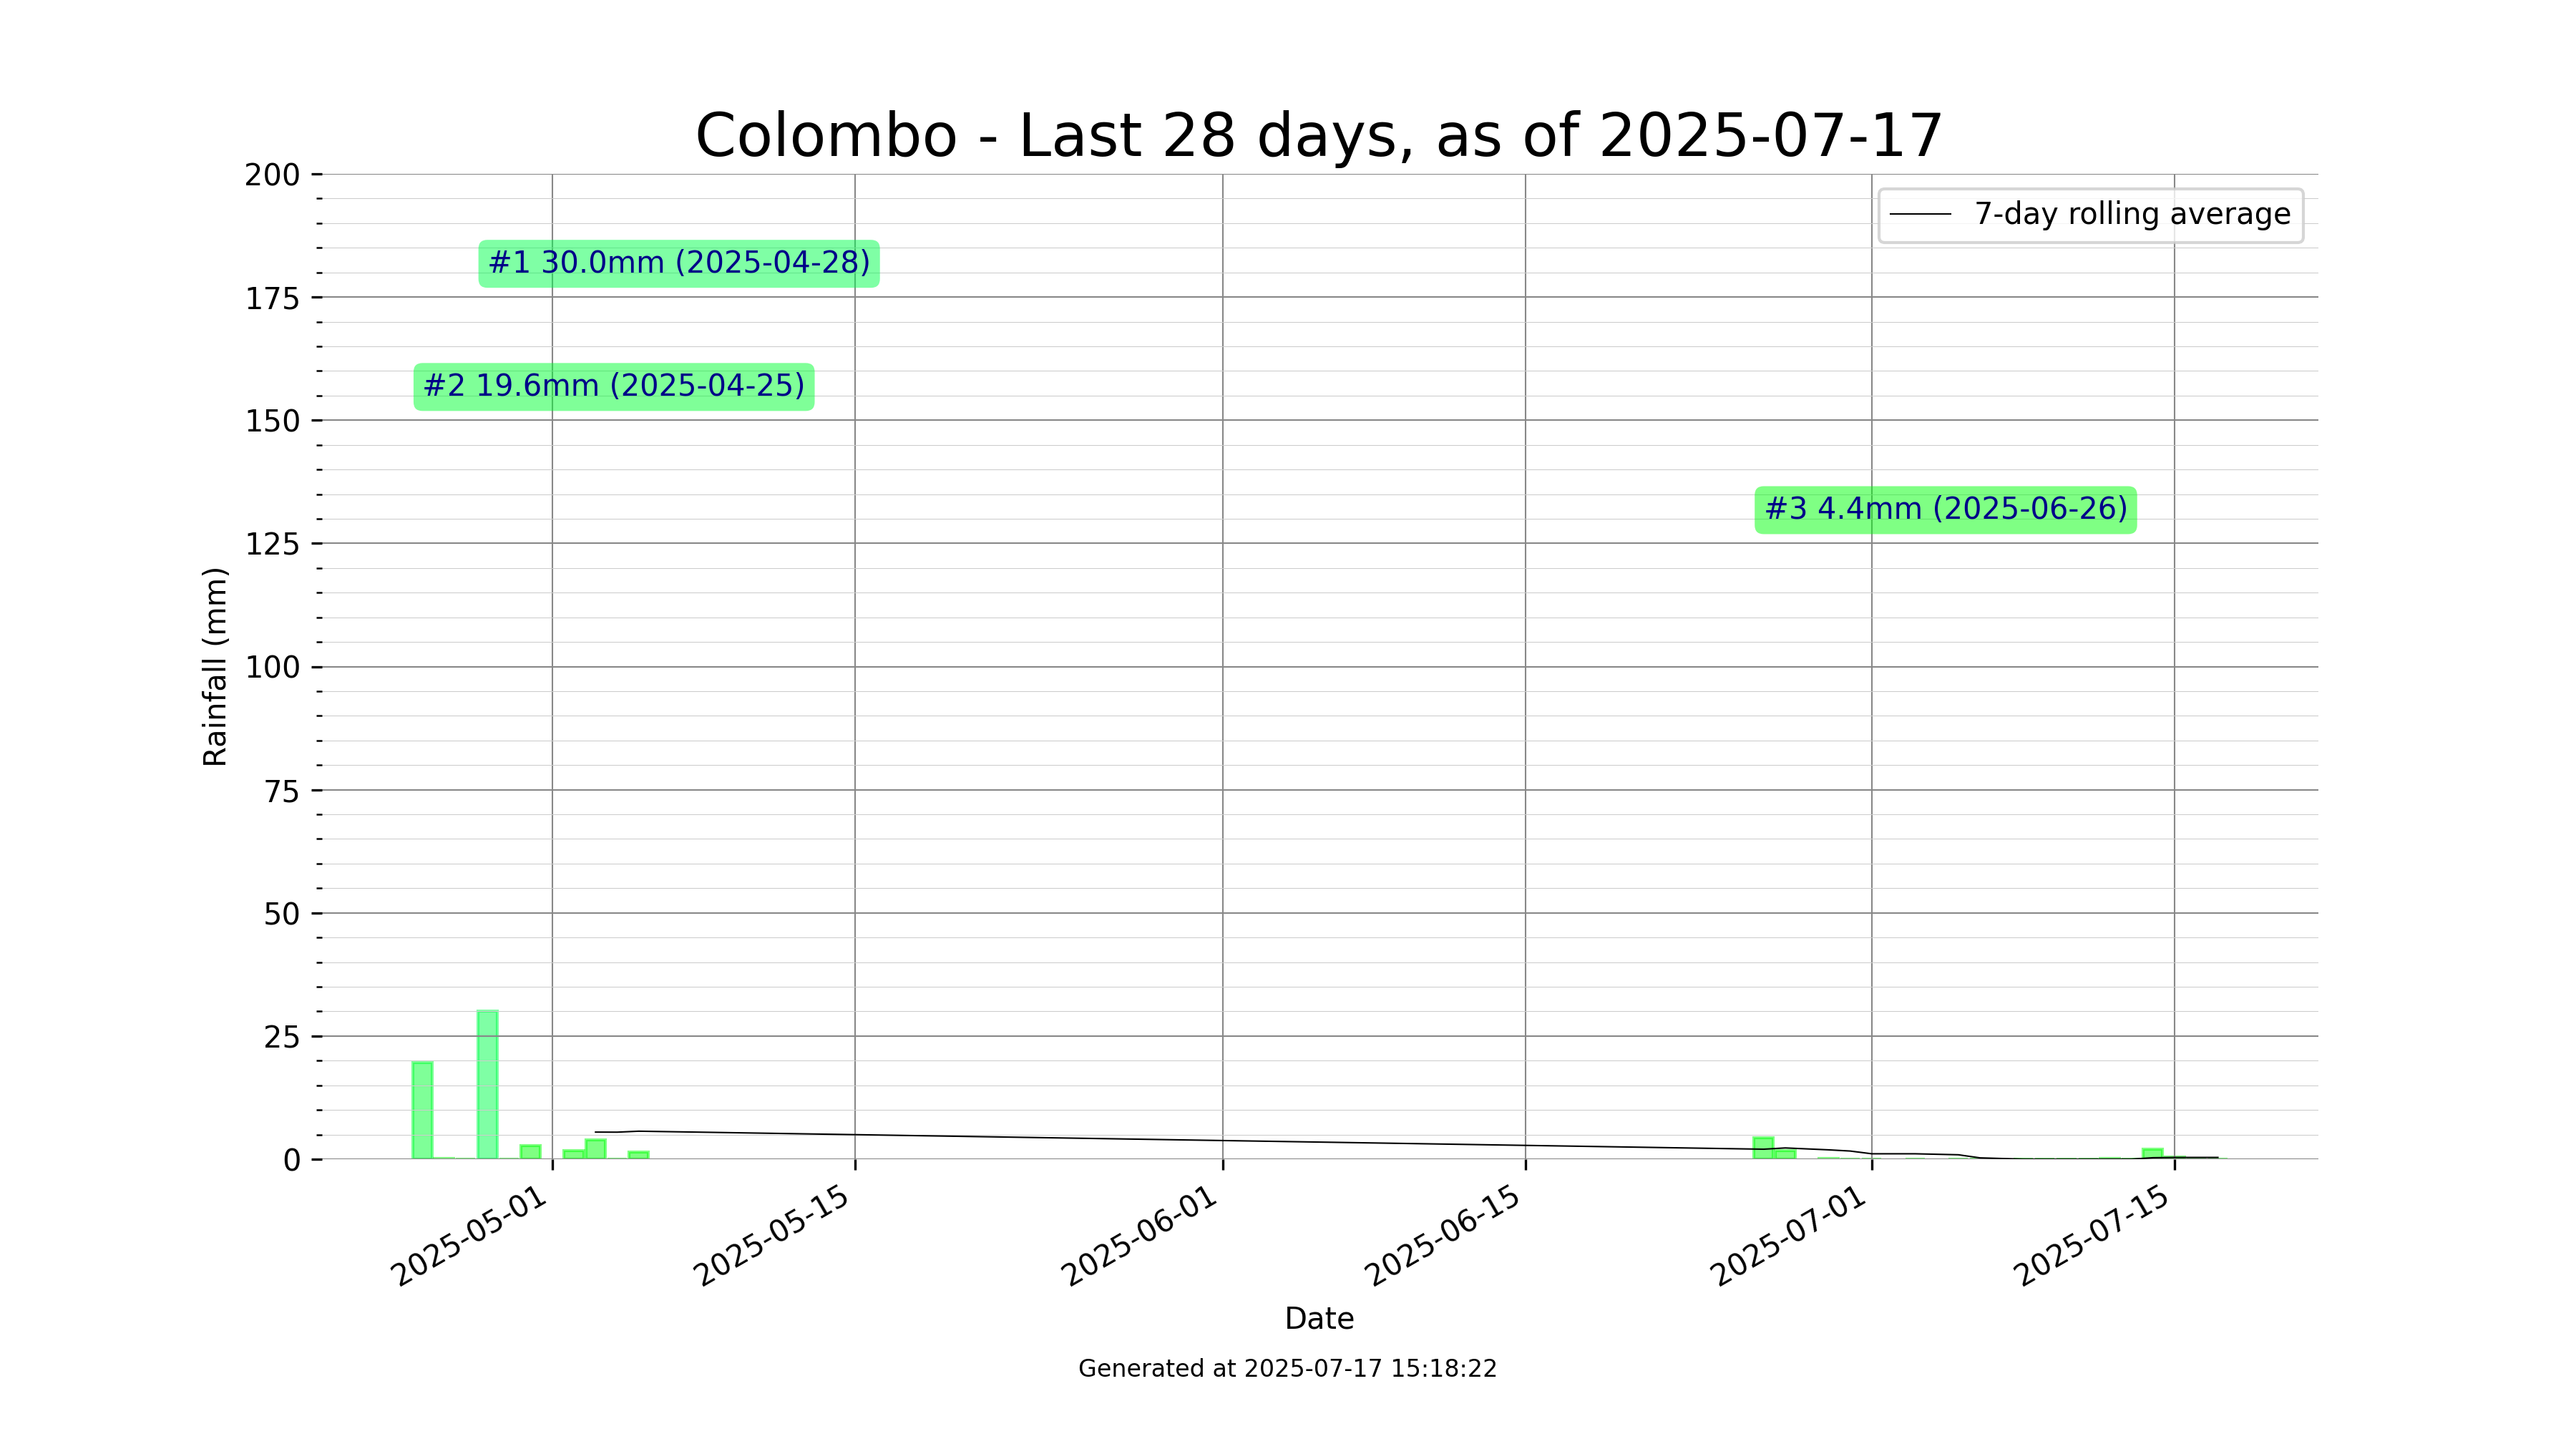 Colombo - Last 28 days, as of 2025-07-17
200
175
150
125
100
75
50
25
0
Rainfall (mm)
7-day rolling average
#1 30.0mm (2025-04-28)
#2 19.6mm (2025-04-25)
#3 4.4mm (2025-06-26)
2025-05-01
2025-05-15
2025-06-01
2025-06-15
2025-07-01
2025-07-15
Date
Generated at 2025-07-17 15:18:22